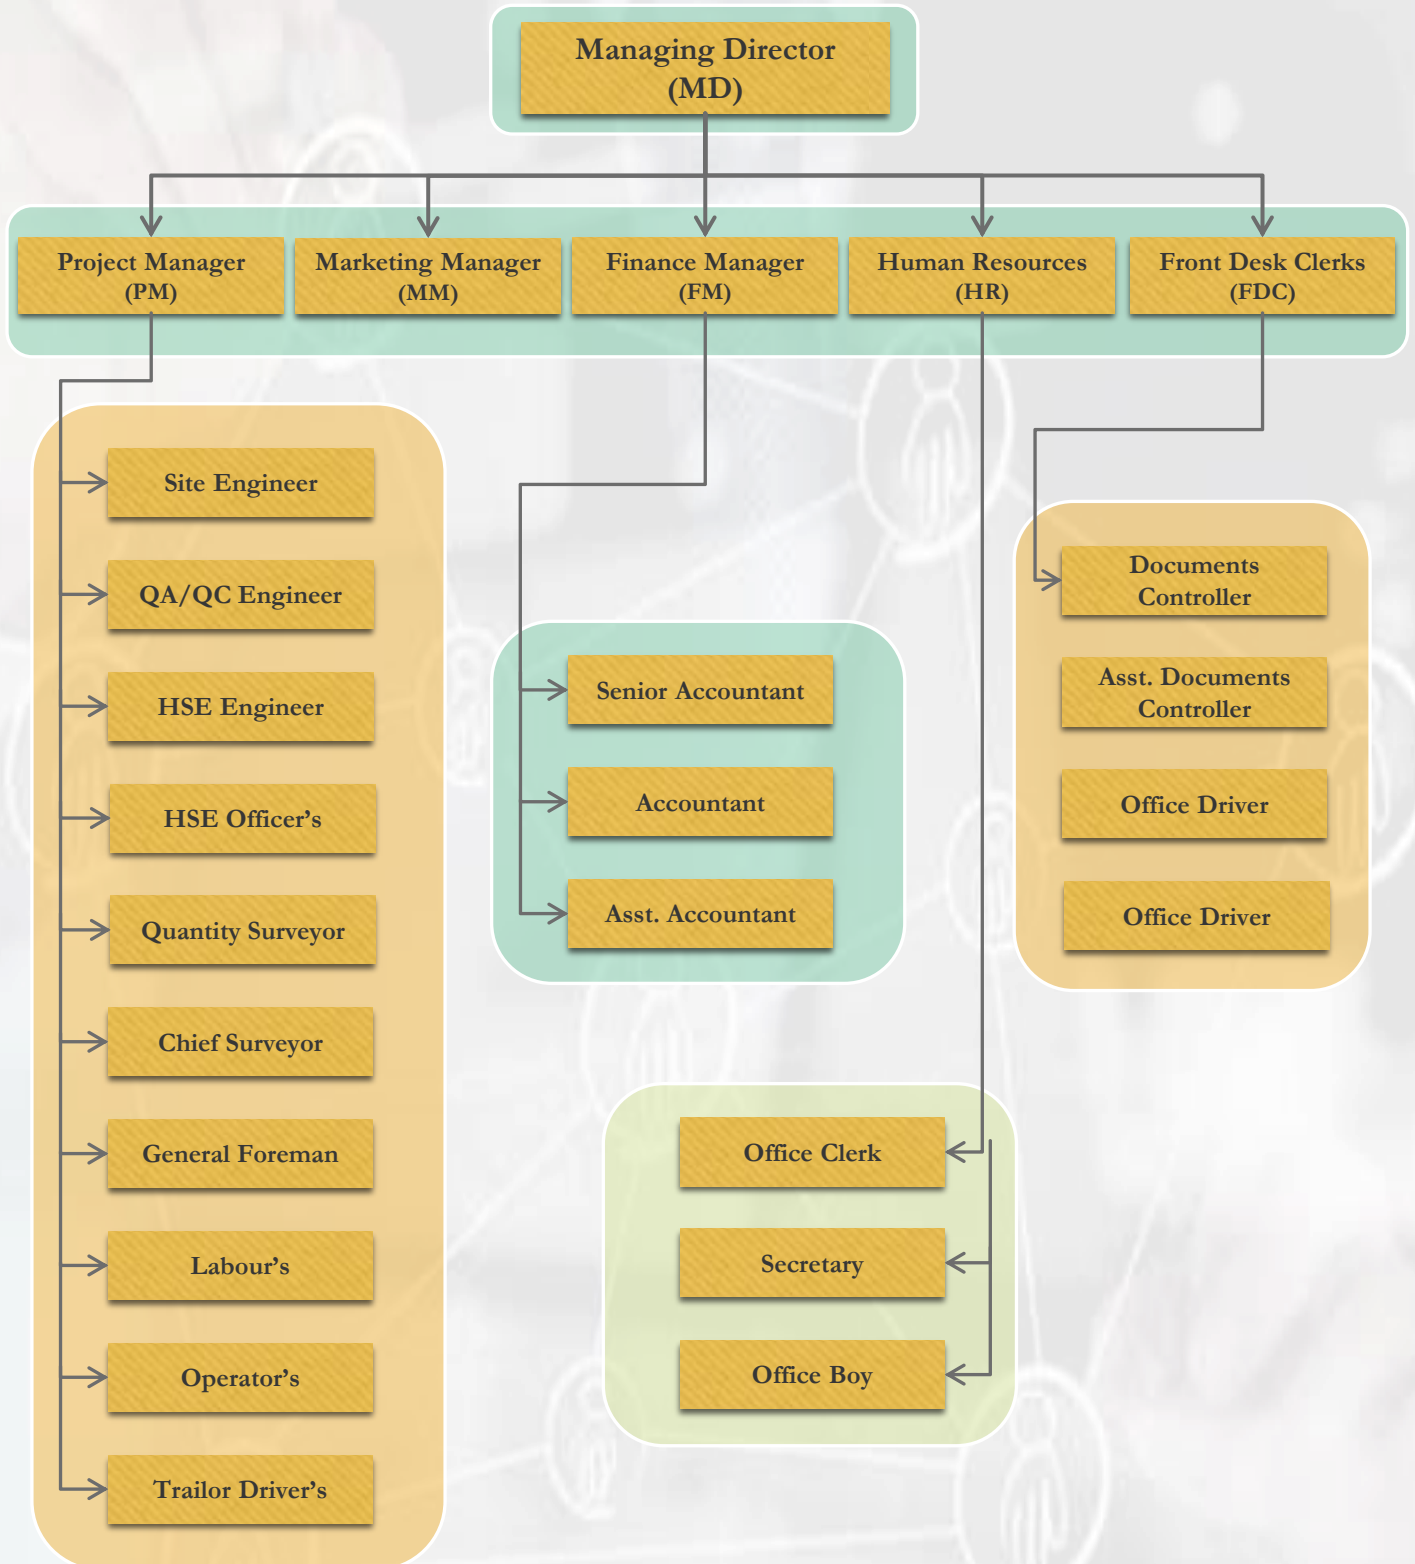 Managing Director
(MD)
Project Manager
(PM)
Marketing Manager
(MM)
Finance Manager
(FM)
Human Resources
(HR)
Front Desk Clerks
(FDC)
Site Engineer
QA/QC Engineer
HSE Engineer
HSE Officer’s
Quantity Surveyor
Chief Surveyor
General Foreman
Labour’s
Operator’s
Trailor Driver’s
Senior Accountant
Accountant
Asst. Accountant
Office Clerk
Secretary
Office Boy
Documents
Controller
Asst. Documents
Controller
Office Driver
Office Driver